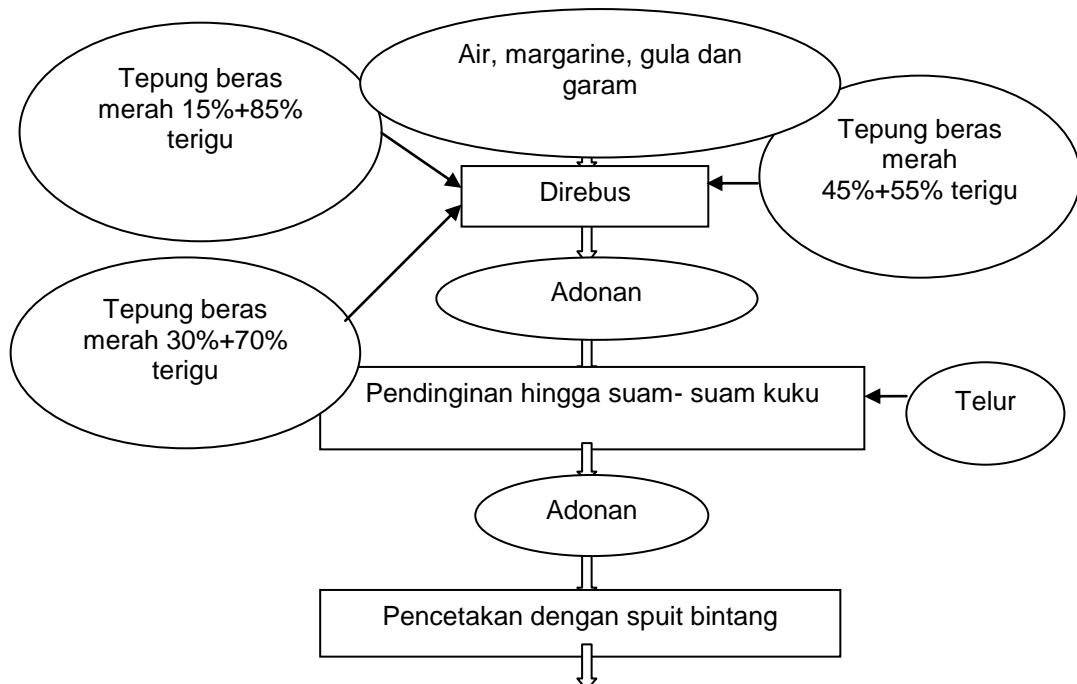 Air, margarine, gula dan
garam
Tepung beras
merah 15%+85%
terigu
Tepung beras
merah
45%+55% terigu
Direbus
Tepung beras
merah 30%+70%
terigu
Adonan
Pendinginan hingga suam- suam kuku
Telur
Adonan
Pencetakan dengan spuit bintang